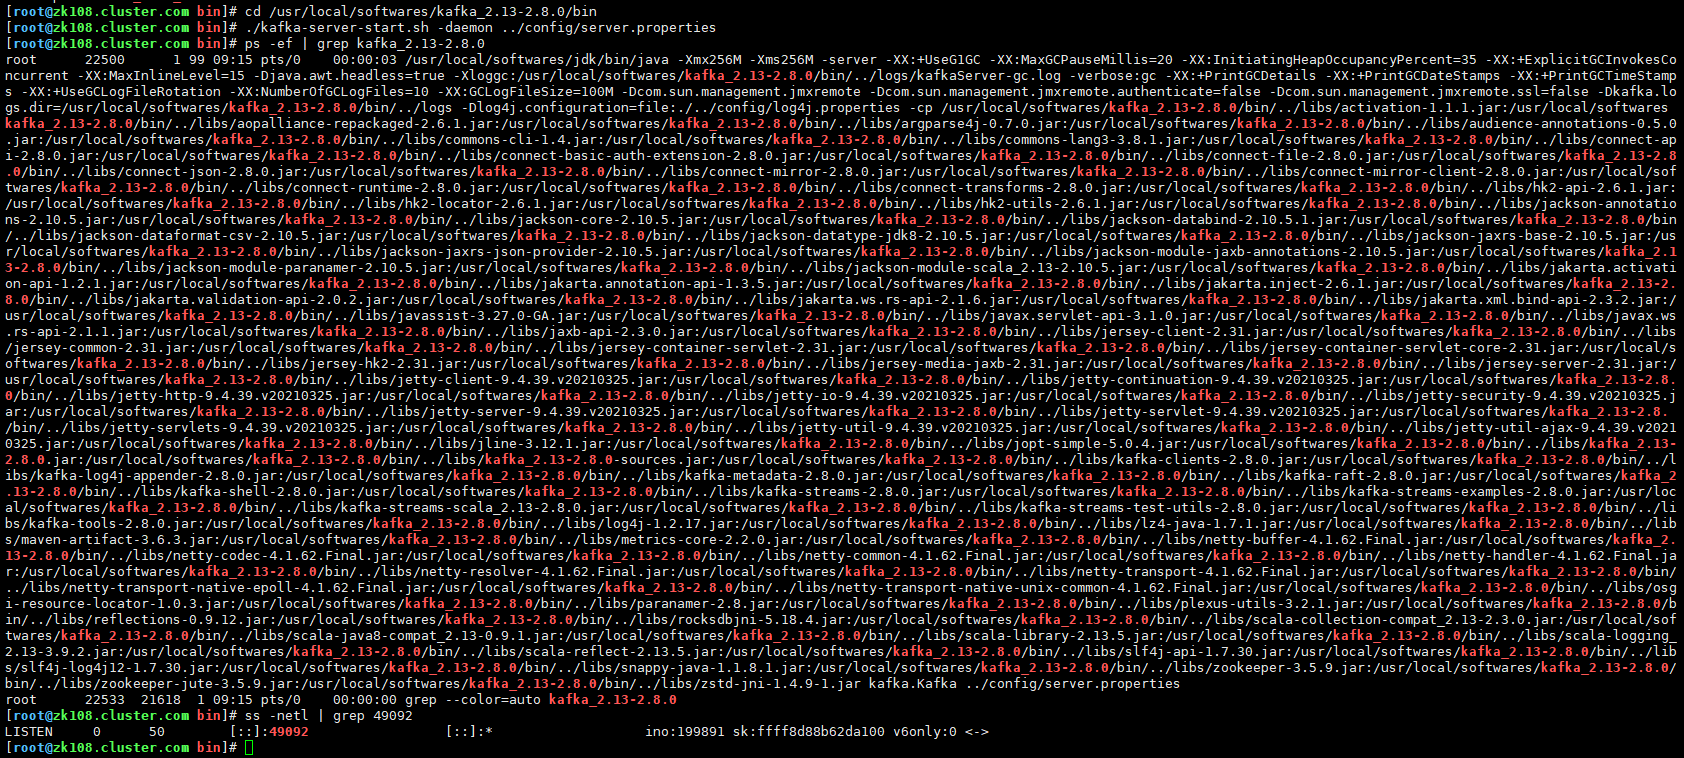 [root@zk108.cluster.com bin]# cd /usr/local/softwares/kafka_2.13-2.8.0/bin
[root@zk108.cluster.com bin]# ./kafka-server-start.sh -daemon ../config/server.properties
[root@zk108.cluster.com bin]# ps -ef | grep kafka_2.13-2.8.0
root      22500      1 99 09:15 pts/0    00:00:03 /usr/local/softwares/jdk/bin/java -Xmx256M -Xms256M -server -XX:+UseG1GC -XX:MaxGCPauseMillis=20 -XX:InitiatingHeapOccupancyPercent=35 -XX:+ExplicitGCInvokesCo
ncurrent -XX:MaxInlineLevel=15 -Djava.awt.headless=true -Xloggc:/usr/local/softwares/kafka_2.13-2.8.0/bin/../logs/kafkaServer-gc.log -verbose:gc -XX:+PrintGCDetails -XX:+PrintGCDateStamps -XX:+PrintGCTimeStamp
s -XX:+UseGCLogFileRotation -XX:NumberOfGCLogFiles=10 -XX:GCLogFileSize=100M -Dcom.sun.management.jmxremote -Dcom.sun.management.jmxremote.authenticate=false -Dcom.sun.management.jmxremote.ssl=false -Dkafka.lo
gs.dir=/usr/local/softwares/kafka_2.13-2.8.0/bin/../logs -Dlog4j.configuration=file:./../config/log4j.properties -cp /usr/local/softwares/kafka_2.13-2.8.0/bin/../libs/activation-1.1.1.jar:/usr/local/softwares
kafka_2.13-2.8.0/bin/../libs/aopalliance-repackaged-2.6.1.jar:/usr/local/softwares/kafka_2.13-2.8.0/bin/../libs/argparse4j-0.7.0.jar:/usr/local/softwares/kafka_2.13-2.8.0/bin/../libs/audience-annotations-0.5.0
.jar:/usr/local/softwares/kafka_2.13-2.8.0/bin/../libs/commons-cli-1.4.jar:/usr/local/softwares/kafka_2.13-2.8.0/bin/../libs/commons-lang3-3.8.1.jar:/usr/local/softwares/kafka_2.13-2.8.0/bin/../libs/connect-ap
i-2.8.0.jar:/usr/local/softwares/kafka_2.13-2.8.0/bin/../libs/connect-basic-auth-extension-2.8.0.jar:/usr/local/softwares/kafka_2.13-2.8.0/bin/../libs/connect-file-2.8.0.jar:/usr/local/softwares/kafka_2.13-2.8
.0/bin/../libs/connect-json-2.8.0.jar:/usr/local/softwares/kafka_2.13-2.8.0/bin/../libs/connect-mirror-2.8.0.jar:/usr/local/softwares/kafka_2.13-2.8.0/bin/../libs/connect-mirror-client-2.8.0.jar:/usr/local/sof
twares/kafka_2.13-2.8.0/bin/../libs/connect-runtime-2.8.0.jar:/usr/local/softwares/kafka_2.13-2.8.0/bin/../libs/connect-transforms-2.8.0.jar:/usr/local/softwares/kafka_2.13-2.8.0/bin/../libs/hk2-api-2.6.1.jar:
/usr/local/softwares/kafka_2.13-2.8.0/bin/../libs/hk2-locator-2.6.1.jar:/usr/local/softwares/kafka_2.13-2.8.0/bin/../libs/hk2-utils-2.6.1.jar:/usr/local/softwares/kafka_2.13-2.8.0/bin/../libs/jackson-annotatio
ns-2.10.5.jar:/usr/local/softwares/kafka_2.13-2.8.0/bin/../libs/jackson-core-2.10.5.jar:/usr/local/softwares/kafka_2.13-2.8.0/bin/../libs/jackson-databind-2.10.5.1.jar:/usr/local/softwares/kafka_2.13-2.8.0/bin
/../libs/jackson-dataformat-csv-2.10.5.jar:/usr/local/softwares/kafka_2.13-2.8.0/bin/../libs/jackson-datatype-jdk8-2.10.5.jar:/usr/local/softwares/kafka_2.13-2.8.0/bin/../libs/jackson-jaxrs-base-2.10.5.jar:/us
r/local/softwares/kafka_2.13-2.8.0/bin/../libs/jackson-jaxrs-json-provider-2.10.5.jar:/usr/local/softwares/kafka_2.13-2.8.0/bin/../libs/jackson-module-jaxb-annotations-2.10.5.jar:/usr/local/softwares/kafka_2.1
3-2.8.0/bin/../libs/jackson-module-paranamer-2.10.5.jar:/usr/local/softwares/kafka_2.13-2.8.0/bin/../libs/jackson-module-scala_2.13-2.10.5.jar:/usr/local/softwares/kafka_2.13-2.8.0/bin/../libs/jakarta.activati
on-api-1.2.1.jar:/usr/local/softwares/kafka_2.13-2.8.0/bin/../libs/jakarta.annotation-api-1.3.5.jar:/usr/local/softwares/kafka_2.13-2.8.0/bin/../libs/jakarta.inject-2.6.1.jar:/usr/local/softwares/kafka_2.13-2.
8.0/bin/../libs/jakarta.validation-api-2.0.2.jar:/usr/local/softwares/kafka_2.13-2.8.0/bin/../libs/jakarta.ws.rs-api-2.1.6.jar:/usr/local/softwares/kafka_2.13-2.8.0/bin/../libs/jakarta.xml.bind-api-2.3.2.jar:/
usr/local/softwares/kafka_2.13-2.8.0/bin/../libs/javassist-3.27.0-GA.jar:/usr/local/softwares/kafka_2.13-2.8.0/bin/../libs/javax.servlet-api-3.1.0.jar:/usr/local/softwares/kafka_2.13-2.8.0/bin/../libs/javax.ws
.rs-api-2.1.1.jar:/usr/local/softwares/kafka_2.13-2.8.0/bin/../libs/jaxb-api-2.3.0.jar:/usr/local/softwares/kafka_2.13-2.8.0/bin/../libs/jersey-client-2.31.jar:/usr/local/softwares/kafka_2.13-2.8.0/bin/../libs
/jersey-common-2.31.jar:/usr/local/softwares/kafka_2.13-2.8.0/bin/../libs/jersey-container-servlet-2.31.jar:/usr/local/softwares/kafka_2.13-2.8.0/bin/../libs/jersey-container-servlet-core-2.31.jar:/usr/local/s
oftwares/kafka_2.13-2.8.0/bin/../libs/jersey-hk2-2.31.jar:/usr/local/softwares/kafka_2.13-2.8.0/bin/../libs/jersey-media-jaxb-2.31.jar:/usr/local/softwares/kafka_2.13-2.8.0/bin/../libs/jersey-server-2.31.jar:/
usr/local/softwares/kafka_2.13-2.8.0/bin/../libs/jetty-client-9.4.39.v20210325.jar:/usr/local/softwares/kafka_2.13-2.8.0/bin/../libs/jetty-continuation-9.4.39.v20210325.jar:/usr/local/softwares/kafka_2.13-2.8.
0/bin/../libs/jetty-http-9.4.39.v20210325.jar:/usr/local/softwares/kafka_2.13-2.8.0/bin/../libs/jetty-io-9.4.39.v20210325.jar:/usr/local/softwares/kafka_2.13-2.8.0/bin/../libs/jetty-security-9.4.39.v20210325.j
ar:/usr/local/softwares/kafka_2.13-2.8.0/bin/../libs/jetty-server-9.4.39.v20210325.jar:/usr/local/softwares/kafka_2.13-2.8.0/bin/../libs/jetty-servlet-9.4.39.v20210325.jar:/usr/local/softwares/kafka_2.13-2.8.
/bin/../libs/jetty-servlets-9.4.39.v20210325.jar:/usr/local/softwares/kafka_2.13-2.8.0/bin/../libs/jetty-util-9.4.39.v20210325.jar:/usr/local/softwares/kafka_2.13-2.8.0/bin/../libs/jetty-util-ajax-9.4.39.v2021
0325.jar:/usr/local/softwares/kafka_2.13-2.8.0/bin/../libs/jline-3.12.1.jar:/usr/local/softwares/kafka_2.13-2.8.0/bin/../libs/jopt-simple-5.0.4.jar:/usr/local/softwares/kafka_2.13-2.8.0/bin/../libs/kafka_2.13-
2.8.0.jar:/usr/local/softwares/kafka_2.13-2.8.0/bin/../libs/kafka_2.13-2.8.0-sources.jar:/usr/local/softwares/kafka_2.13-2.8.0/bin/../libs/kafka-clients-2.8.0.jar:/usr/local/softwares/kafka_2.13-2.8.0/bin/../l
ibs/kafka-log4j-appender-2.8.0.jar:/usr/local/softwares/kafka_2.13-2.8.0/bin/../libs/kafka-metadata-2.8.0.jar:/usr/local/softwares/kafka_2.13-2.8.0/bin/../libs/kafka-raft-2.8.0.jar:/usr/local/softwares/kafka_2
.13-2.8.0/bin/../libs/kafka-shell-2.8.0.jar:/usr/local/softwares/kafka_2.13-2.8.0/bin/../libs/kafka-streams-2.8.0.jar:/usr/local/softwares/kafka_2.13-2.8.0/bin/../libs/kafka-streams-examples-2.8.0.jar:/usr/loc
al/softwares/kafka_2.13-2.8.0/bin/../libs/kafka-streams-scala_2.13-2.8.0.jar:/usr/local/softwares/kafka_2.13-2.8.0/bin/../libs/kafka-streams-test-utils-2.8.0.jar:/usr/local/softwares/kafka_2.13-2.8.0/bin/../li
bs/kafka-tools-2.8.0.jar:/usr/local/softwares/kafka_2.13-2.8.0/bin/../libs/log4j-1.2.17.jar:/usr/local/softwares/kafka_2.13-2.8.0/bin/../libs/lz4-java-1.7.1.jar:/usr/local/softwares/kafka_2.13-2.8.0/bin/../lib
s/maven-artifact-3.6.3.jar:/usr/local/softwares/kafka_2.13-2.8.0/bin/../libs/metrics-core-2.2.0.jar:/usr/local/softwares/kafka_2.13-2.8.0/bin/../libs/netty-buffer-4.1.62.Final.jar:/usr/local/softwares/kafka_2.
13-2.8.0/bin/../libs/netty-codec-4.1.62.Final.jar:/usr/local/softwares/kafka_2.13-2.8.0/bin/../libs/netty-common-4.1.62.Final.jar:/usr/local/softwares/kafka_2.13-2.8.0/bin/../libs/netty-handler-4.1.62.Final.ja
r:/usr/local/softwares/kafka_2.13-2.8.0/bin/../libs/netty-resolver-4.1.62.Final.jar:/usr/local/softwares/kafka_2.13-2.8.0/bin/../libs/netty-transport-4.1.62.Final.jar:/usr/local/softwares/kafka_2.13-2.8.0/bin/
../libs/netty-transport-native-epoll-4.1.62.Final.jar:/usr/local/softwares/kafka_2.13-2.8.0/bin/../libs/netty-transport-native-unix-common-4.1.62.Final.jar:/usr/local/softwares/kafka_2.13-2.8.0/bin/../libs/osg
i-resource-locator-1.0.3.jar:/usr/local/softwares/kafka_2.13-2.8.0/bin/../libs/paranamer-2.8.jar:/usr/local/softwares/kafka_2.13-2.8.0/bin/../libs/plexus-utils-3.2.1.jar:/usr/local/softwares/kafka_2.13-2.8.0/b
in/../libs/reflections-0.9.12.jar:/usr/local/softwares/kafka_2.13-2.8.0/bin/../libs/rocksdbjni-5.18.4.jar:/usr/local/softwares/kafka_2.13-2.8.0/bin/../libs/scala-collection-compat_2.13-2.3.0.jar:/usr/local/sof
twares/kafka_2.13-2.8.0/bin/../libs/scala-java8-compat_2.13-0.9.1.jar:/usr/local/softwares/kafka_2.13-2.8.0/bin/../libs/scala-library-2.13.5.jar:/usr/local/softwares/kafka_2.13-2.8.0/bin/../libs/scala-logging_
2.13-3.9.2.jar:/usr/local/softwares/kafka_2.13-2.8.0/bin/../libs/scala-reflect-2.13.5.jar:/usr/local/softwares/kafka_2.13-2.8.0/bin/../libs/slf4j-api-1.7.30.jar:/usr/local/softwares/kafka_2.13-2.8.0/bin/../lib
s/slf4j-log4j12-1.7.30.jar:/usr/local/softwares/kafka_2.13-2.8.0/bin/../libs/snappy-java-1.1.8.1.jar:/usr/local/softwares/kafka_2.13-2.8.0/bin/../libs/zookeeper-3.5.9.jar:/usr/local/softwares/kafka_2.13-2.8.0/
bin/../libs/zookeeper-jute-3.5.9.jar:/usr/local/softwares/kafka_2.13-2.8.0/bin/../libs/zstd-jni-1.4.9-1.jar kafka.Kafka ../config/server.properties
root      22533  21618  1 09:15 pts/0    00:00:00 grep --color=auto kafka_2.13-2.8.0
[root@zk108.cluster.com bin]# ss -netl | grep 49092
LISTEN     0      50        [::]:49092                 [::]:*                   ino:199891 sk:ffff8d88b62da100 v6only:0 <->
[root@zk108.cluster.com bin]#